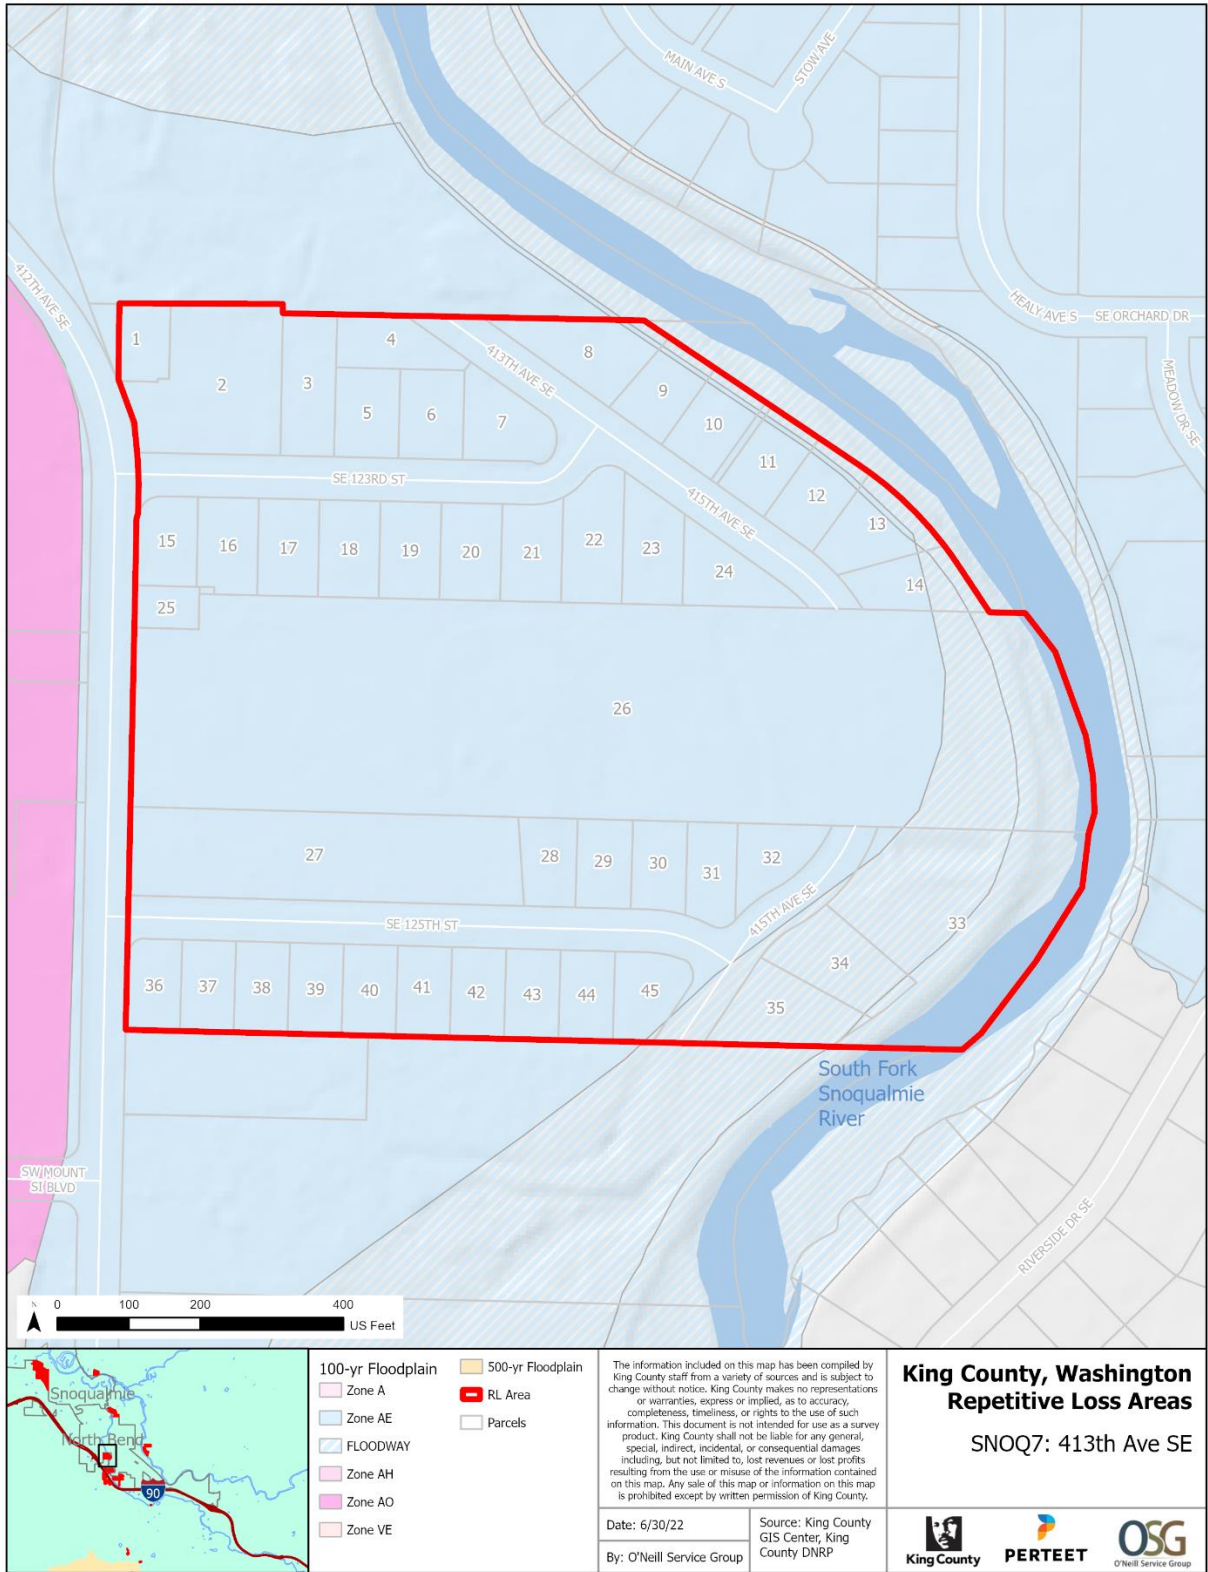 MAIN AVE S
STOW AVE
412TH AVE SE
HEALY AVE S
SE ORCHARD DR
MEADOW DR SE
1
2
3
4
413TH AVE SE
8
5
6
7
9
10
11
12
13
14
SE 123RD ST
415TH AVE SE
15
16
17
18
19
20
21
22
23
24
25
26
27
28
29
30
31
32
33
SE 125TH ST
415TH AVE SE
34
35
36
37
38
39
40
41
42
43
44
45
South Fork
Snoqualmie
River
SW MOUNT
SI BLVD
RIVERSIDE DR SE
N
0
100
200
400
US Feet
Snoqualmie
North Bend
90
100-yr Floodplain
Zone A
Zone AE
FLOODWAY
Zone AH
Zone AO
Zone VE
500-yr Floodplain
RL Area
Parcels
The information included on this map has been compiled by
King County staff from a variety of sources and is subject to
change without notice. King County makes no representations
or warranties, express or implied, as to accuracy,
completeness, timeliness, or rights to the use of such
information. This document is not intended for use as a survey
product. King County shall not be liable for any general,
special, indirect, incidental, or consequential damages
including, but not limited to, lost revenues or lost profits
resulting from the use or misuse of the information contained
on this map. Any sale of this map or information on this map
is prohibited except by written permission of King County.
Date: 6/30/22
By: O'Neill Service Group
Source: King County
GIS Center, King
County DNRP
King County, Washington
Repetitive Loss Areas
SNOQ7: 413th Ave SE
King County
PERTEET
OSG
O'Neill Service Group